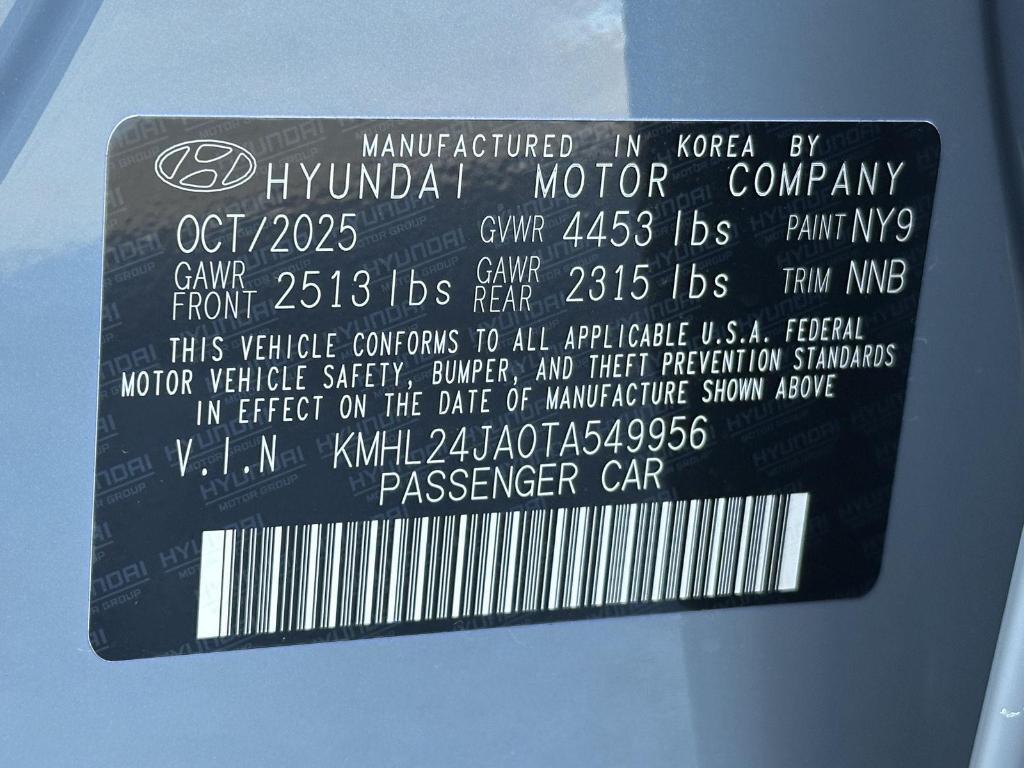 MANUFACTURED IN KOREA BY
HYUNDAI MOTOR COMPANY
OCT/2025 GVWR 4453 lbs PAINT NY9
GAWR FRONT 2513 lbs GAWR REAR 2315 lbs TRIM NNB
THIS VEHICLE CONFORMS TO ALL APPLICABLE U.S.A. FEDERAL
MOTOR VEHICLE SAFETY, BUMPER, AND THEFT PREVENTION STANDARDS
IN EFFECT ON THE DATE OF MANUFACTURE SHOWN ABOVE
V.I.N KMHL24JA0TA549956
PASSENGER CAR